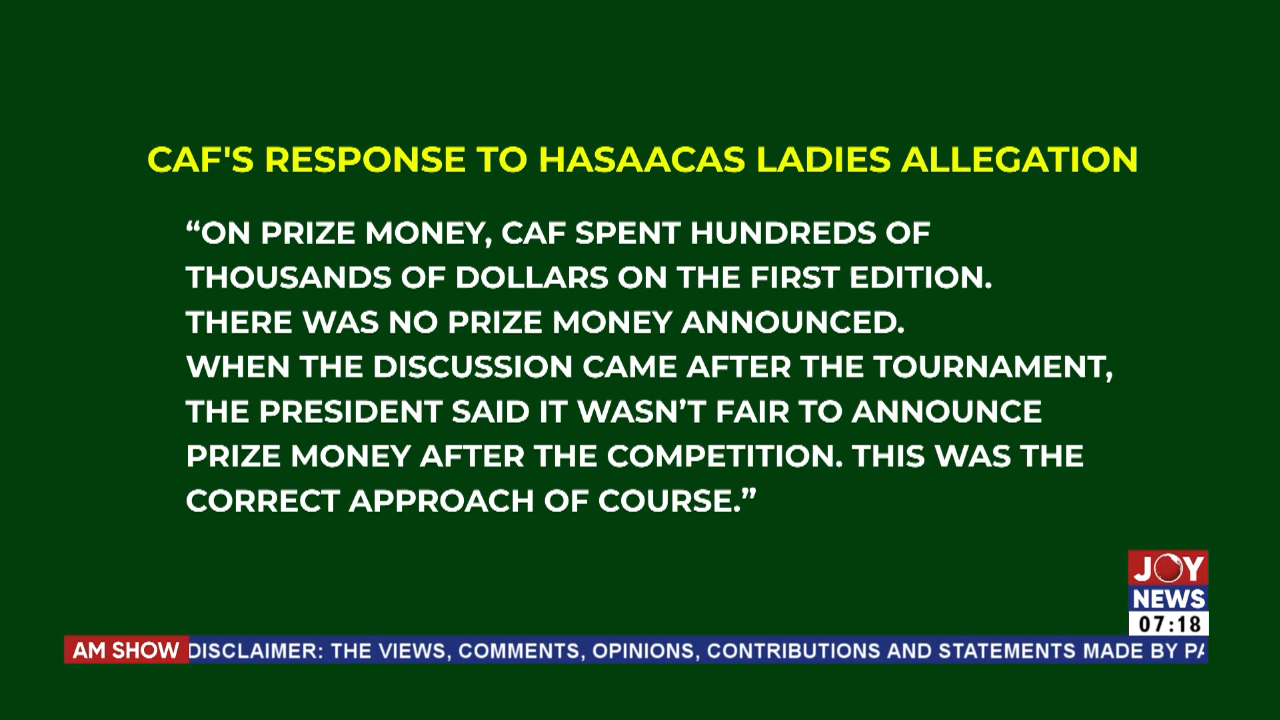 CAF'S RESPONSE TO HASAACAS LADIES ALLEGATION
“ON PRIZE MONEY, CAF SPENT HUNDREDS OF
THOUSANDS OF DOLLARS ON THE FIRST EDITION.
THERE WAS NO PRIZE MONEY ANNOUNCED.
WHEN THE DISCUSSION CAME AFTER THE TOURNAMENT,
THE PRESIDENT SAID IT WASN’T FAIR TO ANNOUNCE
PRIZE MONEY AFTER THE COMPETITION. THIS WAS THE
CORRECT APPROACH OF COURSE.”
JOY
NEWS
07:18
AM SHOW DISCLAIMER: THE VIEWS, COMMENTS, OPINIONS, CONTRIBUTIONS AND STATEMENTS MADE BY